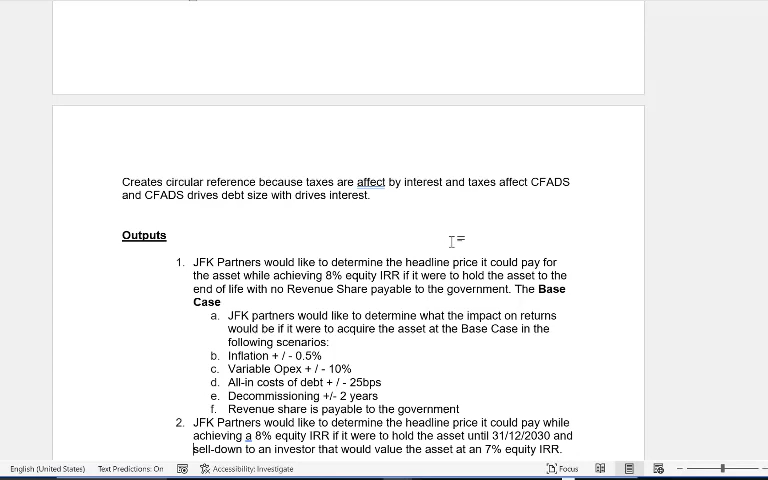 Creates circular reference because taxes are affect by interest and taxes affect CFADS
and CFADS drives debt size with drives interest.
Outputs
1. JFK Partners would like to determine the headline price it could pay for
the asset while achieving 8% equity IRR if it were to hold the asset to the
end of life with no Revenue Share payable to the government. The Base
Case
a. JFK partners would like to determine what the impact on returns
would be if it were to acquire the asset at the Base Case in the
following scenarios:
b. Inflation + / - 0.5%
c. Variable Opex + / - 10%
d. All-in costs of debt + / - 25bps
e. Decommissioning +/- 2 years
f. Revenue share is payable to the government
2. JFK Partners would like to determine the headline price it could pay while
achieving a 8% equity IRR if it were to hold the asset until 31/12/2030 and
sell-down to an investor that would value the asset at an 7% equity IRR.
English (United States) Text Predictions: On Accessibility: Investigate Focus